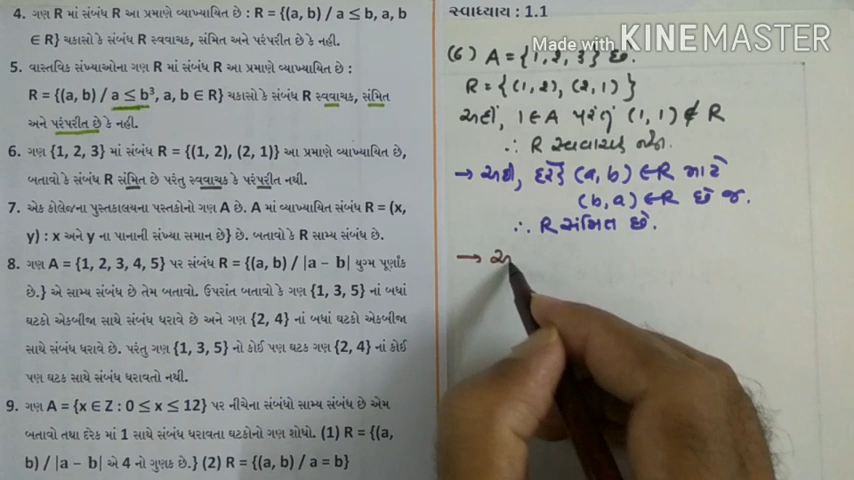 4. ગણ R માં સંબંધ R આ પ્રમાણે વ્યાખ્યાયિત છે : R = {(a, b) / a ≤ b, a, b
∈ R} ચકાસો કે સંબંધ R સ્વવાચક, સંમિત અને પરંપરીત છે કે નહી.
5. વાસ્તવિક સંખ્યાઓના ગણ R માં સંબંધ R આ પ્રમાણે વ્યાખ્યાયિત છે :
R = {(a, b) / a ≤ b³, a, b ∈ R} ચકાસો કે સંબંધ R સ્વવાચક, સંમિત
અને પરંપરીત છે કે નહી.
6. ગણ {1, 2, 3} માં સંબંધ R = {(1, 2), (2, 1)} આ પ્રમાણે વ્યાખ્યાયિત છે,
બતાવો કે સંબંધ R સંમિત છે પરંતુ સ્વવાચક કે પરંપરીત નથી.
7. એક કોલેજના પુસ્તકાલયના પુસ્તકોનો ગણ A છે. A માં વ્યાખ્યાયિત સંબંધ R = (x,
y) : x અને y ના પાનાની સંખ્યા સમાન છે} છે. બતાવો કે R સામ્ય સંબંધ છે.
8. ગણ A = {1, 2, 3, 4, 5} પર સંબંધ R = {(a, b) / |a – b| યુગ્મ પૂર્ણાંક
છે.} એ સામ્ય સંબંધ છે તેમ બતાવો. ઉપરાંત બતાવો કે ગણ {1, 3, 5} નાં બધાં
ઘટકો એકબીજા સાથે સંબંધ ધરાવે છે અને ગણ {2, 4} નાં બધાં ઘટકો એકબીજા
સાથે સંબંધ ધરાવે છે. પરંતુ ગણ {1, 3, 5} નો કોઈ પણ ઘટક ગણ {2, 4} નાં કોઈ
પણ ઘટક સાથે સંબંધ ધરાવતો નથી.
9. ગણ A = {x ∈ Z : 0 ≤ x ≤ 12} પર નીચેના સંબંધો સામ્ય સંબંધ છે એમ
બતાવો તથા દરેક માં 1 સાથે સંબંધ ધરાવતા ઘટકોનો ગણ શોધો. (1) R = {(a,
b) / |a – b| એ 4 નો ગુણક છે.} (2) R = {(a, b) / a = b}
સ્વાધ્યાય : 1.1
Made with KINEMASTER
(6) A = {1, 2, 3} છે.
R = {(1, 2), (2, 1)}
અહીં, 1 ∈ A પરંતુ (1, 1) ∉ R
∴ R સ્વવાચક નથી.
→ અહી, દરેક (a, b) ∈ R માટે
(b, a) ∈ R છે જ.
∴ R સંમિત છે.
→